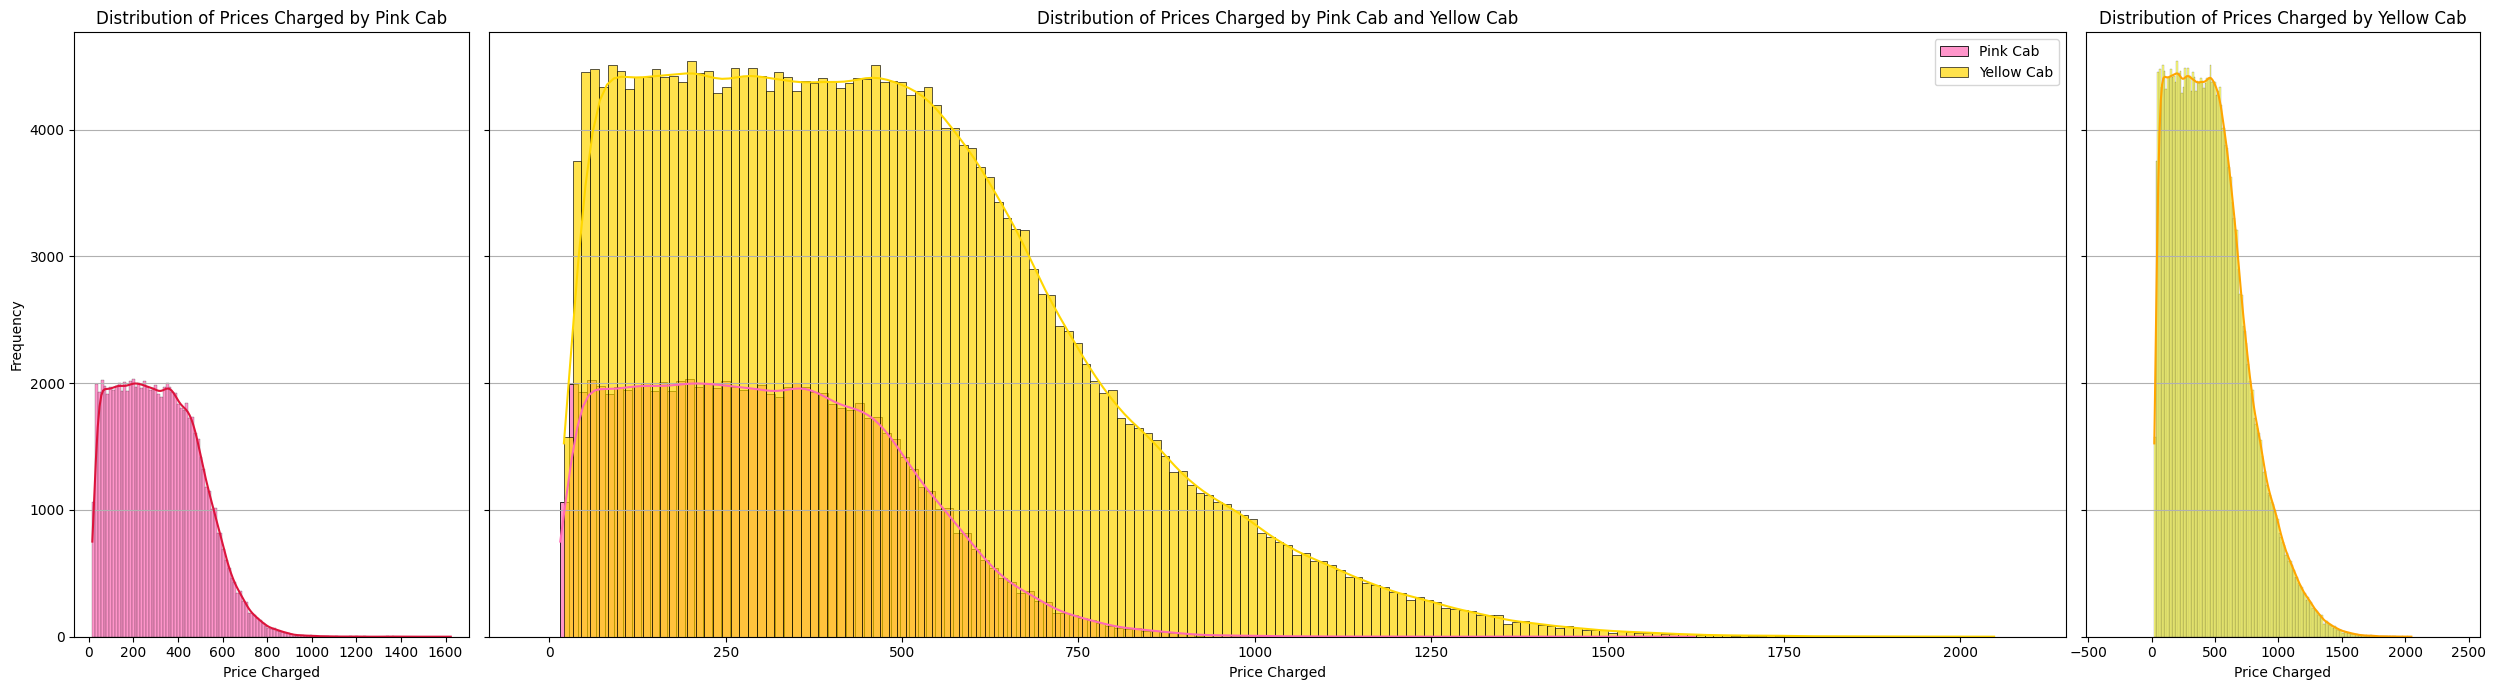 Distribution of Prices Charged by Pink Cab
Frequency
4000
3000
2000
1000
0
0 200 400 600 800 1000 1200 1400 1600
Price Charged
Distribution of Prices Charged by Pink Cab and Yellow Cab
Pink Cab
Yellow Cab
0 250 500 750 1000 1250 1500 1750 2000
Price Charged
Distribution of Prices Charged by Yellow Cab
−500 0 500 1000 1500 2000 2500
Price Charged